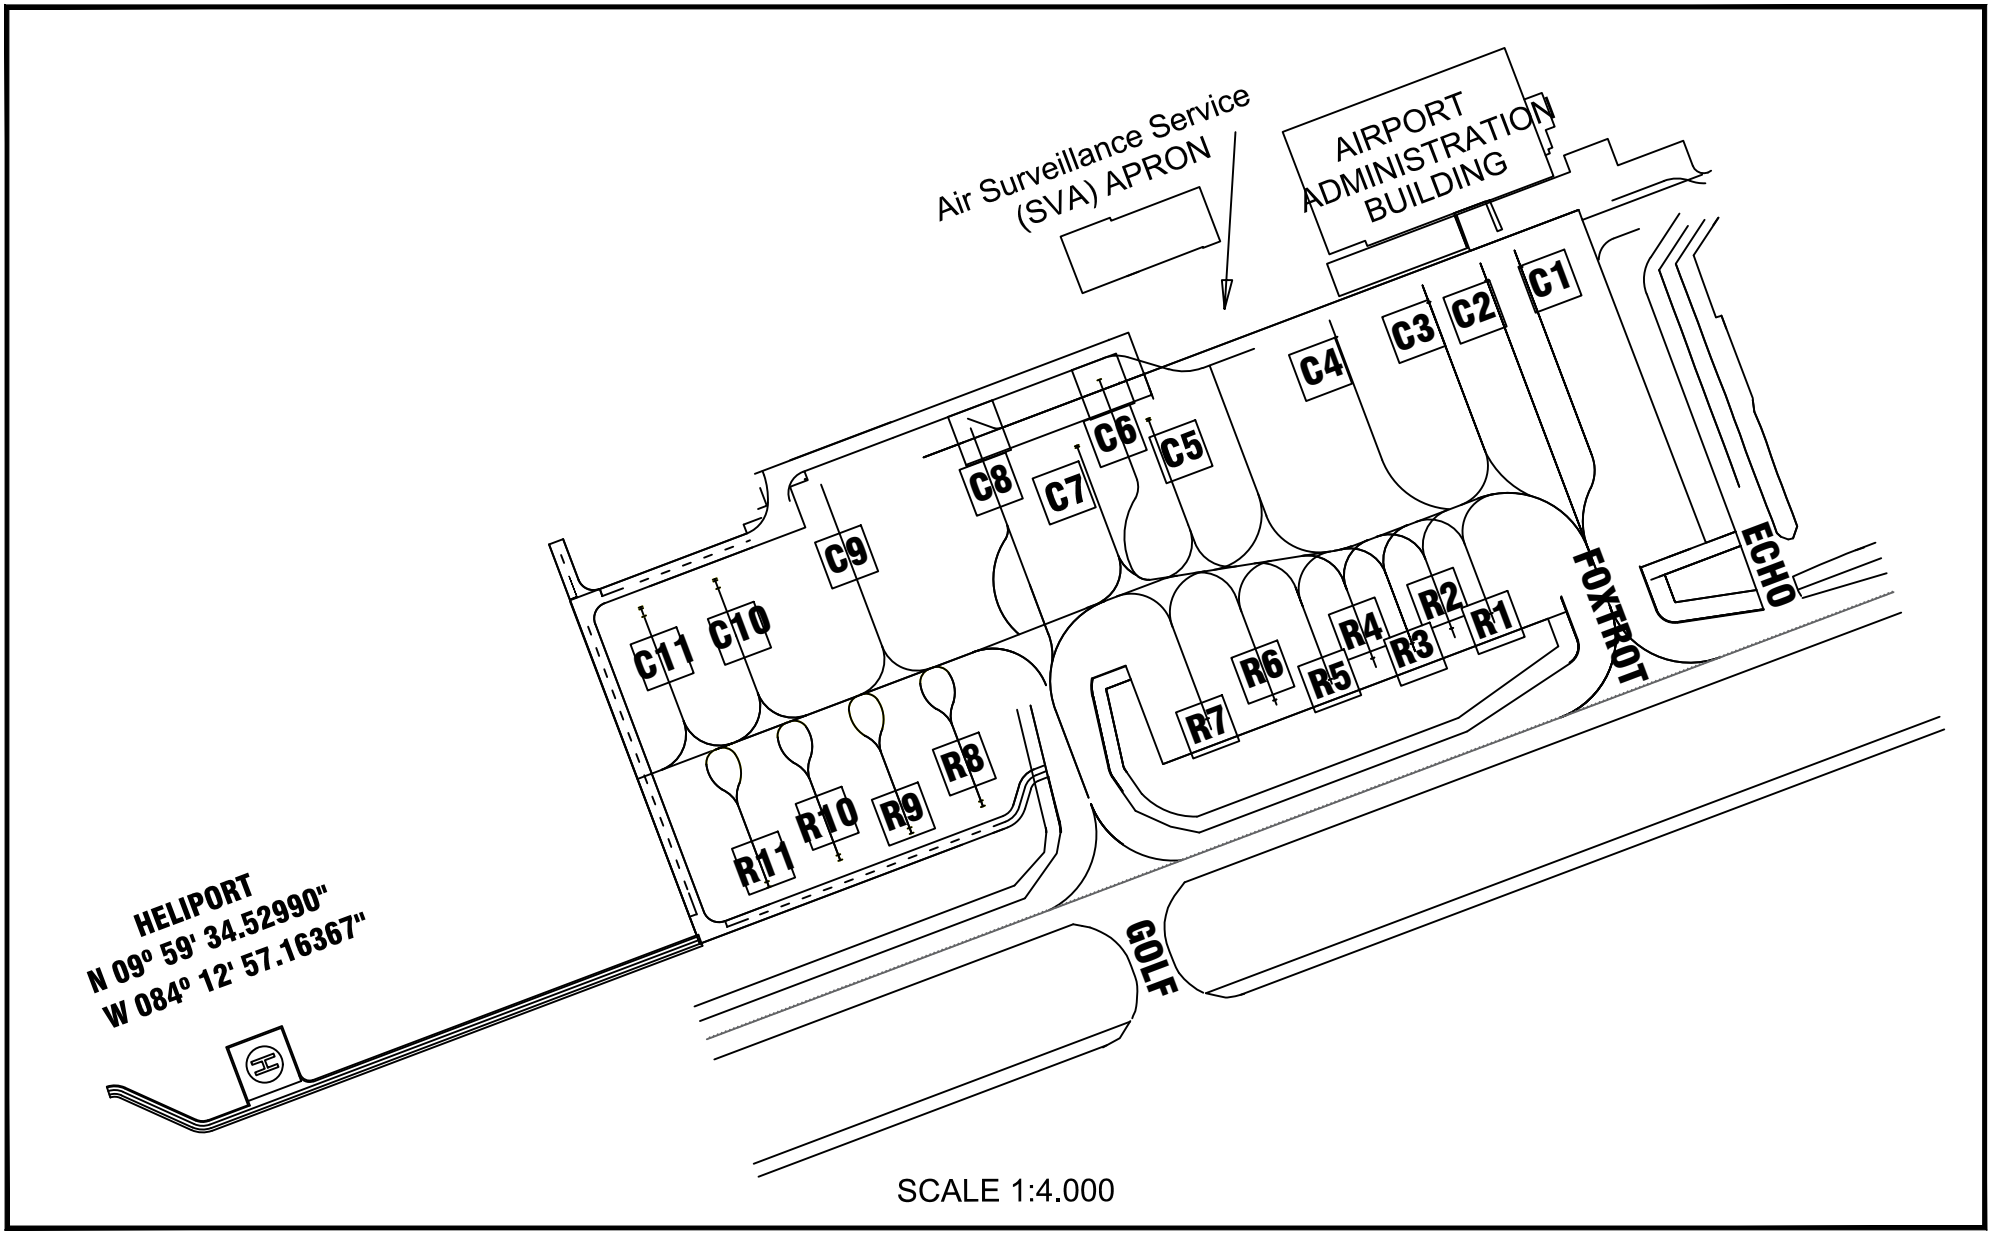 Air Surveillance Service
(SVA) APRON
AIRPORT
ADMINISTRATION
BUILDING
C1
C2
C3
C4
C5
C6
C7
C8
C9
C10
C11
R1
R2
R3
R4
R5
R6
R7
R8
R9
R10
R11
ECHO
FOXTROT
GOLF
HELIPORT
N 09º 59' 34.52990"
W 084º 12' 57.16367"
H
SCALE 1:4.000